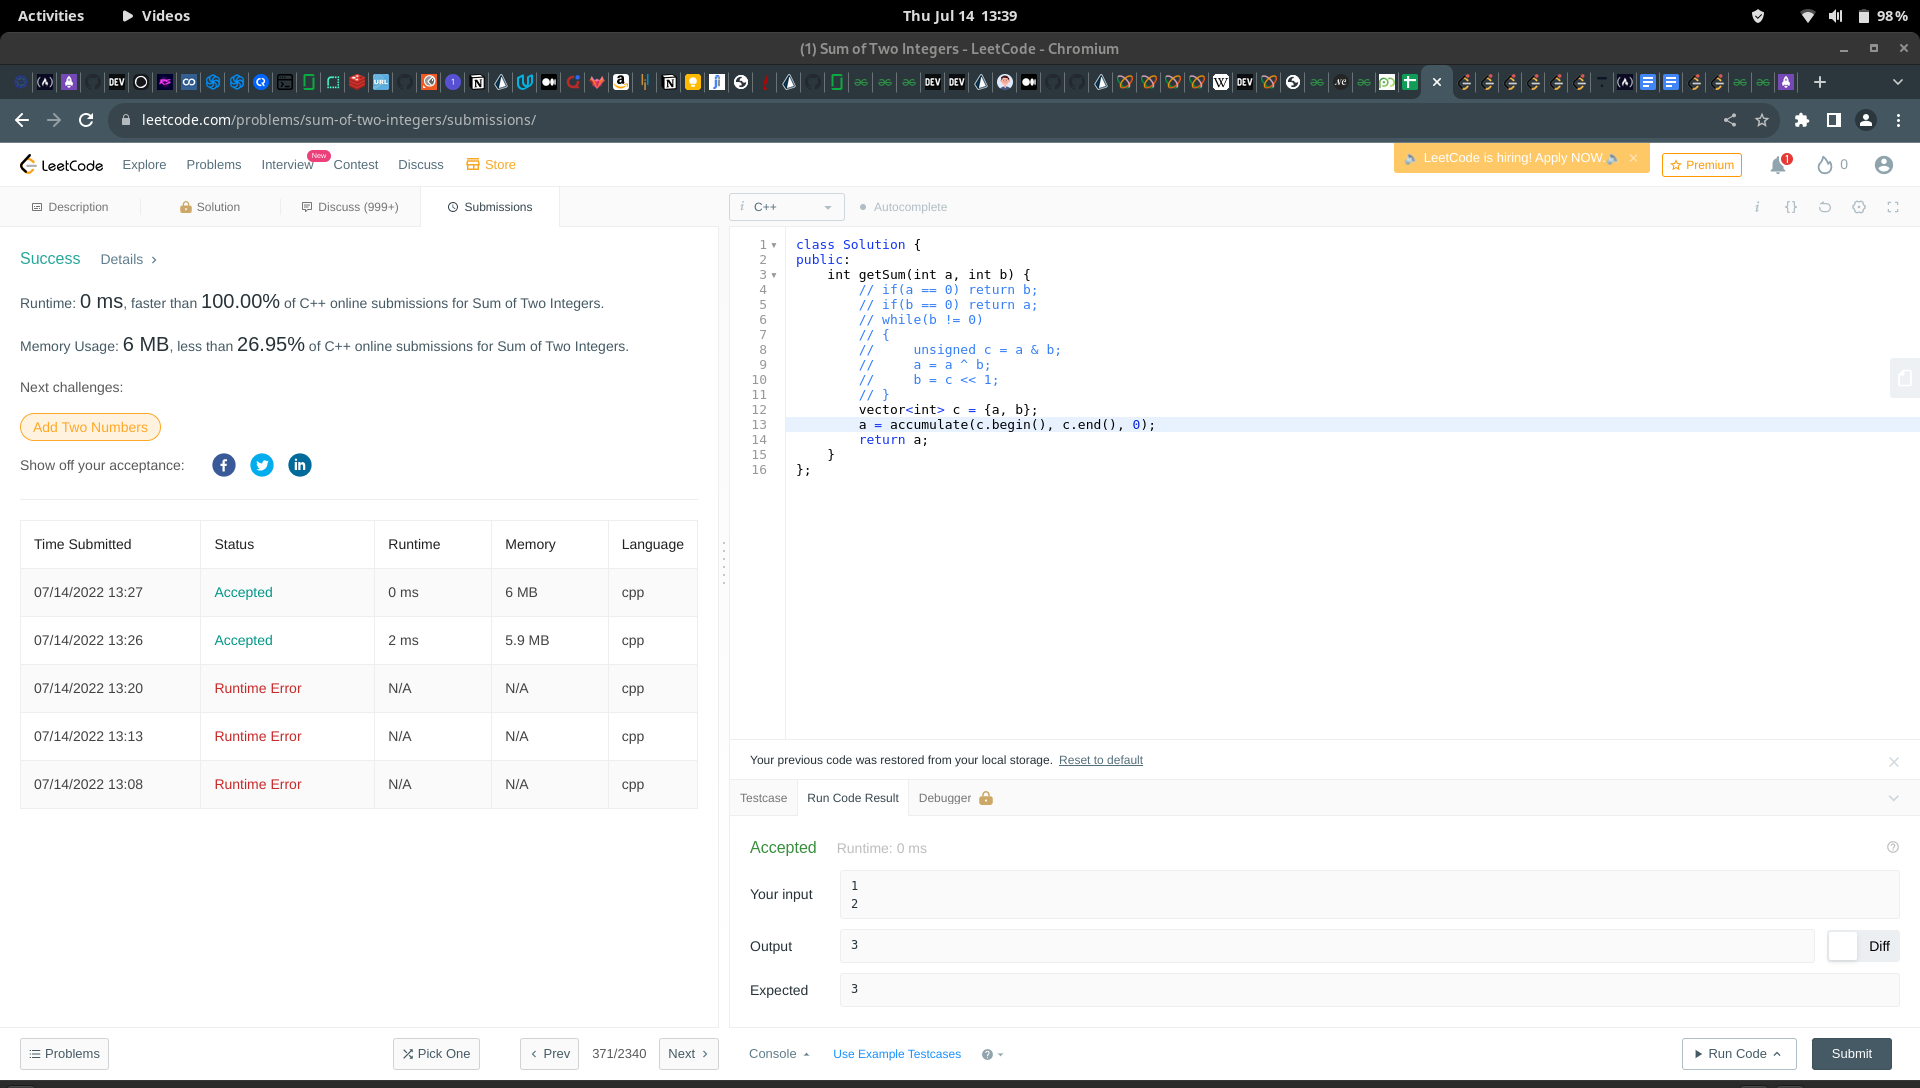 Activities
Videos
Thu Jul 14 13:39
98%
(1) Sum of Two Integers - LeetCode - Chromium
leetcode.com/problems/sum-of-two-integers/submissions/
LeetCode
Explore
Problems
Interview
New
Contest
Discuss
Store
LeetCode is hiring! Apply NOW.
Premium
1
0
Description
Solution
Discuss (999+)
Submissions
Success
Details
Runtime: 0 ms, faster than 100.00% of C++ online submissions for Sum of Two Integers.
Memory Usage: 6 MB, less than 26.95% of C++ online submissions for Sum of Two Integers.
Next challenges:
Add Two Numbers
Show off your acceptance:
Time Submitted Status Runtime Memory Language
07/14/2022 13:27 Accepted 0 ms 6 MB cpp
07/14/2022 13:26 Accepted 2 ms 5.9 MB cpp
07/14/2022 13:20 Runtime Error N/A N/A cpp
07/14/2022 13:13 Runtime Error N/A N/A cpp
07/14/2022 13:08 Runtime Error N/A N/A cpp
Problems
Pick One
Prev
371/2340
Next
i C++
Autocomplete
1 class Solution {
2 public:
3     int getSum(int a, int b) {
4         // if(a == 0) return b;
5         // if(b == 0) return a;
6         // while(b != 0)
7         // {
8         //     unsigned c = a & b;
9         //     a = a ^ b;
10         //     b = c << 1;
11         // }
12         vector<int> c = {a, b};
13         a = accumulate(c.begin(), c.end(), 0);
14         return a;
15     }
16 };
Your previous code was restored from your local storage. Reset to default
Testcase
Run Code Result
Debugger
Accepted
Runtime: 0 ms
Your input
1
2
Output
3
Diff
Expected
3
Console
Use Example Testcases
Run Code
Submit